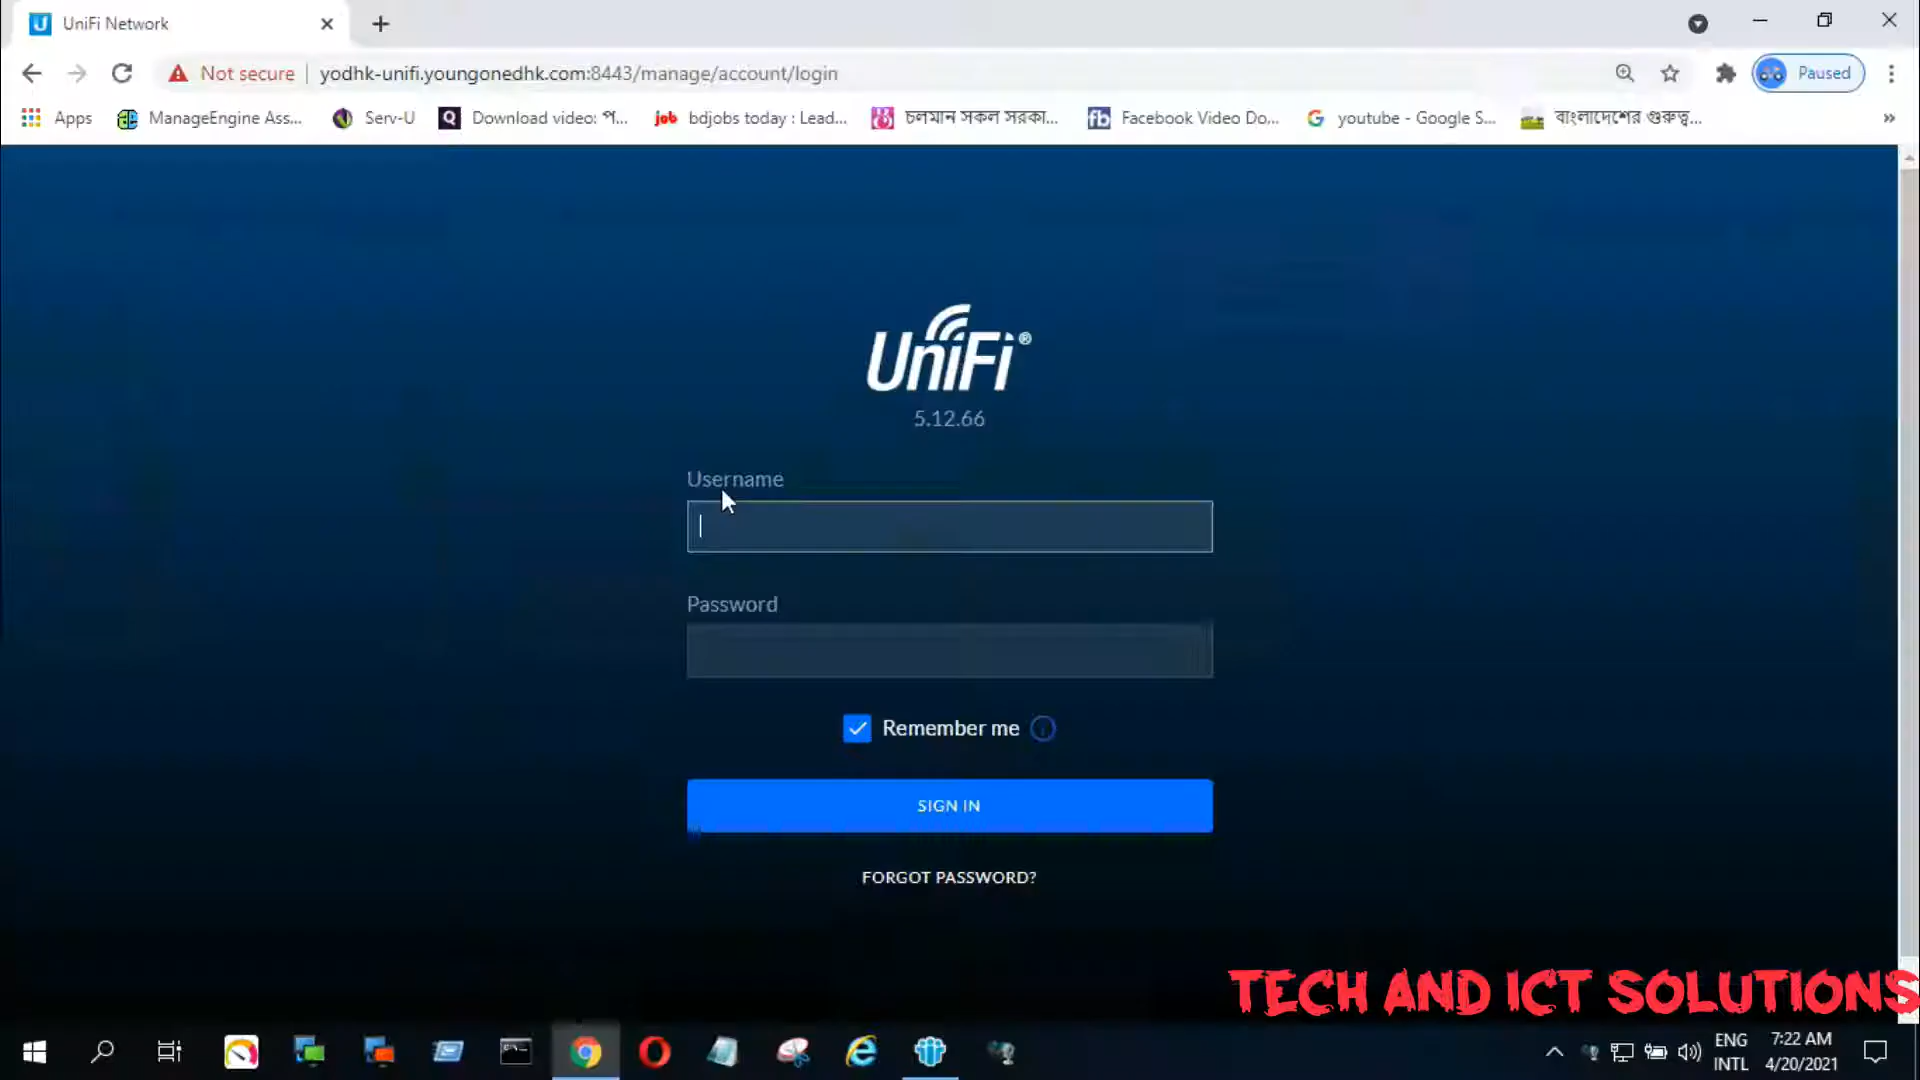 UniFi Network
Not secure
yodhk-unifi.youngonedhk.com:8443/manage/account/login
Paused
Apps
ManageEngine Ass...
Serv-U
Download video: প...
job
bdjobs today : Lead...
চলমান সকল সরকা...
fb
Facebook Video Do...
youtube - Google S...
বাংলাদেশের গুরুত্ব...
UniFi®
5.12.66
Username
Password
Remember me
SIGN IN
FORGOT PASSWORD?
TECH AND ICT SOLUTIONS
ENG
INTL
7:22 AM
4/20/2021